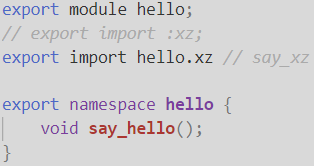 export module hello;
// export import :xz;
export import hello.xz // say_xz
export namespace hello {
    void say_hello();
}